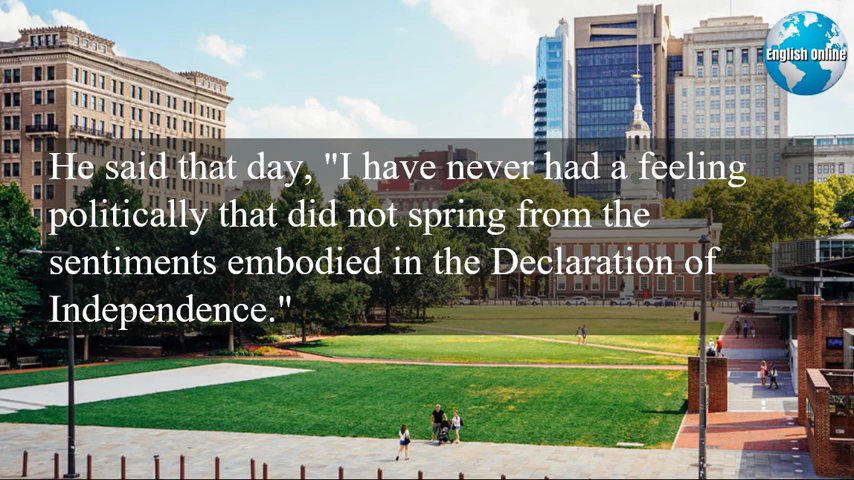 English Online
He said that day, "I have never had a feeling
politically that did not spring from the
sentiments embodied in the Declaration of
Independence."